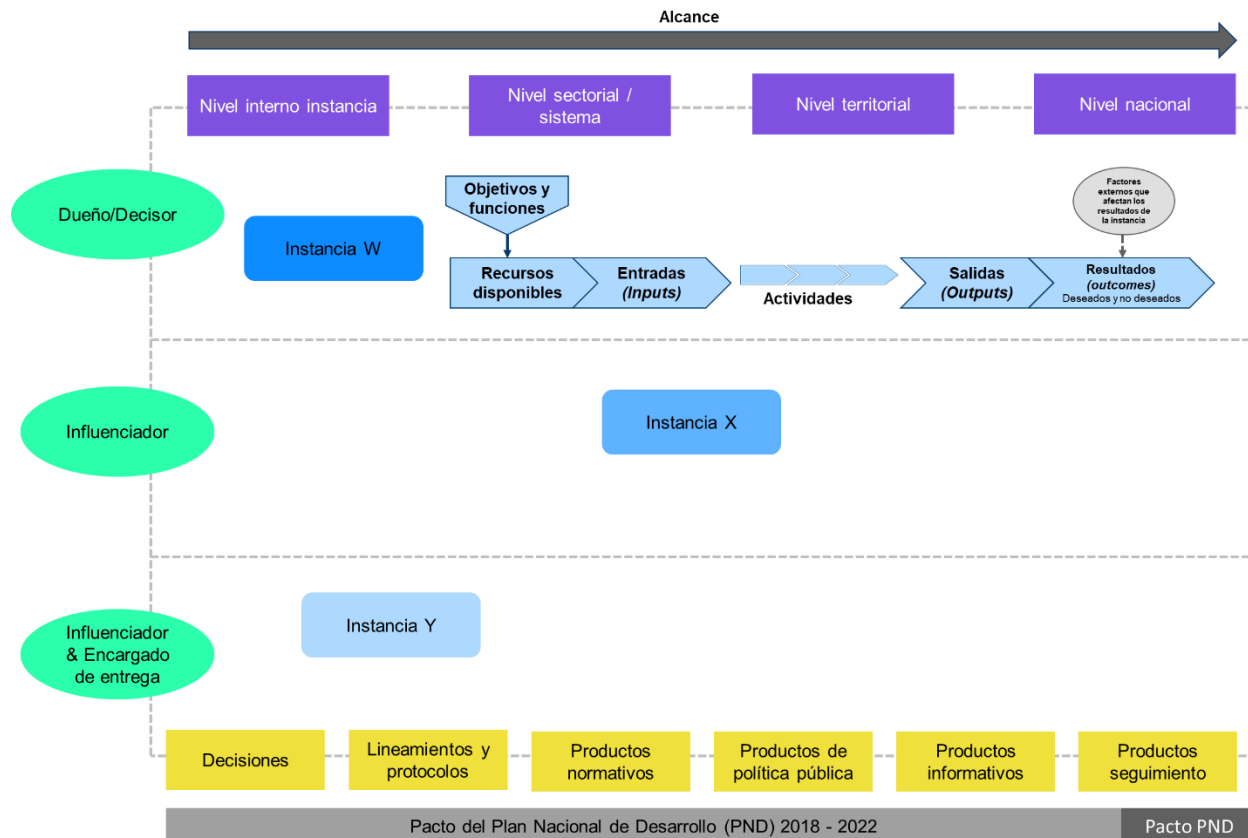 Alcance
Nivel interno instancia
Nivel sectorial /
sistema
Nivel territorial
Nivel nacional
Dueño/Decisor
Instancia W
Objetivos y
funciones
Recursos
disponibles
Entradas
(Inputs)
Actividades
Salidas
(Outputs)
Factores
externos que
afectan los
resultados de
la instancia
Resultados
(outcomes)
Deseados y no deseados
Influenciador
Instancia X
Influenciador
& Encargado
de entrega
Instancia Y
Decisiones
Lineamientos y
protocolos
Productos
normativos
Productos de
política pública
Productos
informativos
Productos
seguimiento
Pacto del Plan Nacional de Desarrollo (PND) 2018 - 2022
Pacto PND